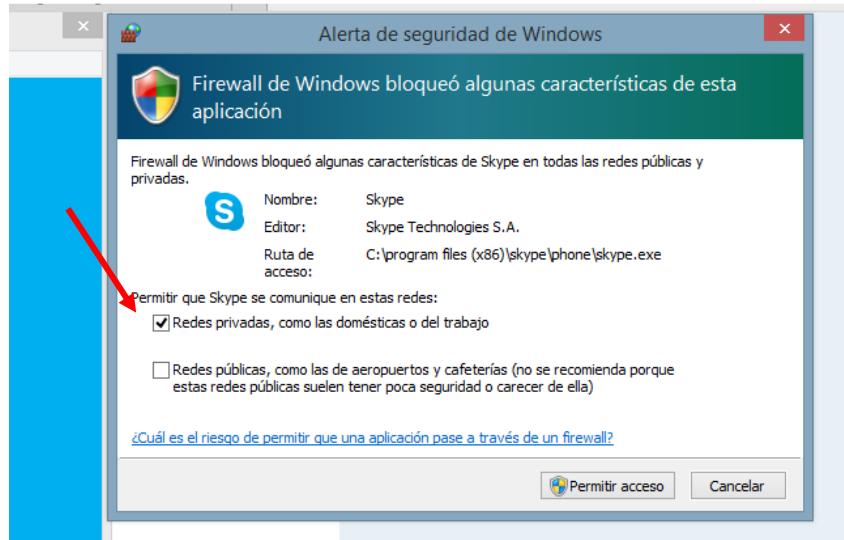 Alerta de seguridad de Windows
Firewall de Windows bloqueó algunas características de esta
aplicación
Firewall de Windows bloqueó algunas características de Skype en todas las redes públicas y
privadas.
Nombre: Skype
Editor: Skype Technologies S.A.
Ruta de C:\program files (x86)\skype\phone\skype.exe
acceso:
Permitir que Skype se comunique en estas redes:
Redes privadas, como las domésticas o del trabajo
Redes públicas, como las de aeropuertos y cafeterías (no se recomienda porque
estas redes públicas suelen tener poca seguridad o carecer de ella)
¿Cuál es el riesgo de permitir que una aplicación pase a través de un firewall?
Permitir acceso Cancelar